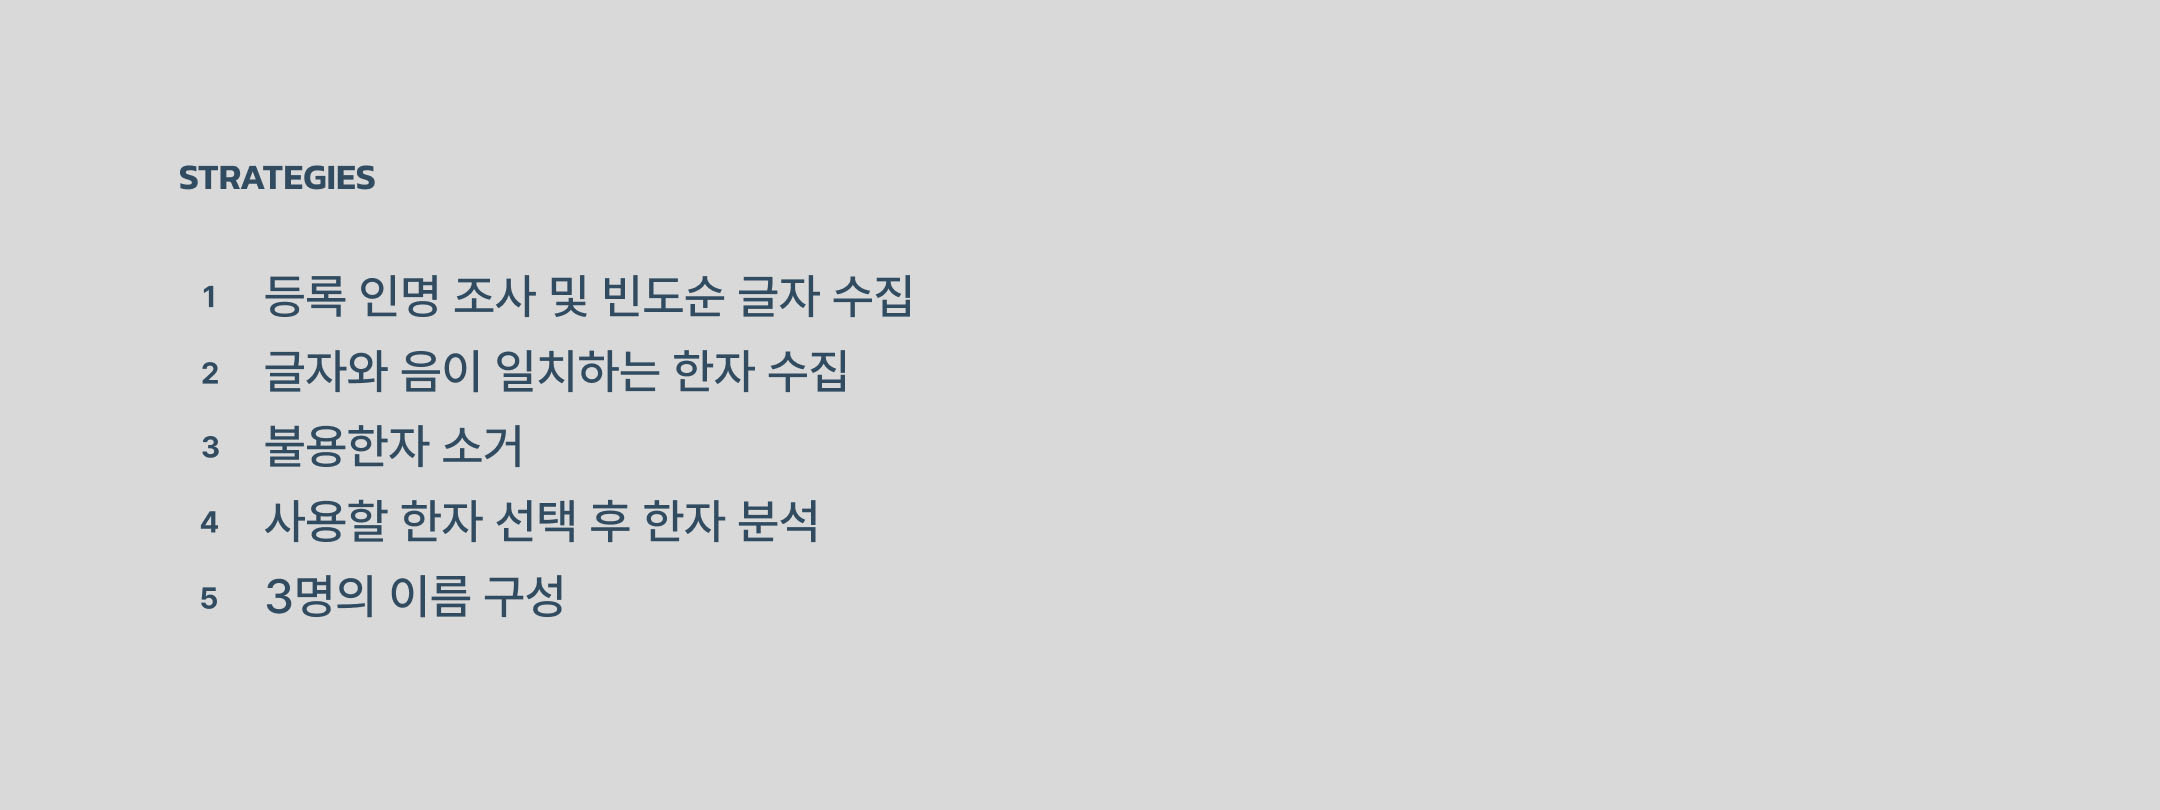 STRATEGIES
1 등록 인명 조사 및 빈도순 글자 수집
2 글자와 음이 일치하는 한자 수집
3 불용한자 소거
4 사용할 한자 선택 후 한자 분석
5 3명의 이름 구성